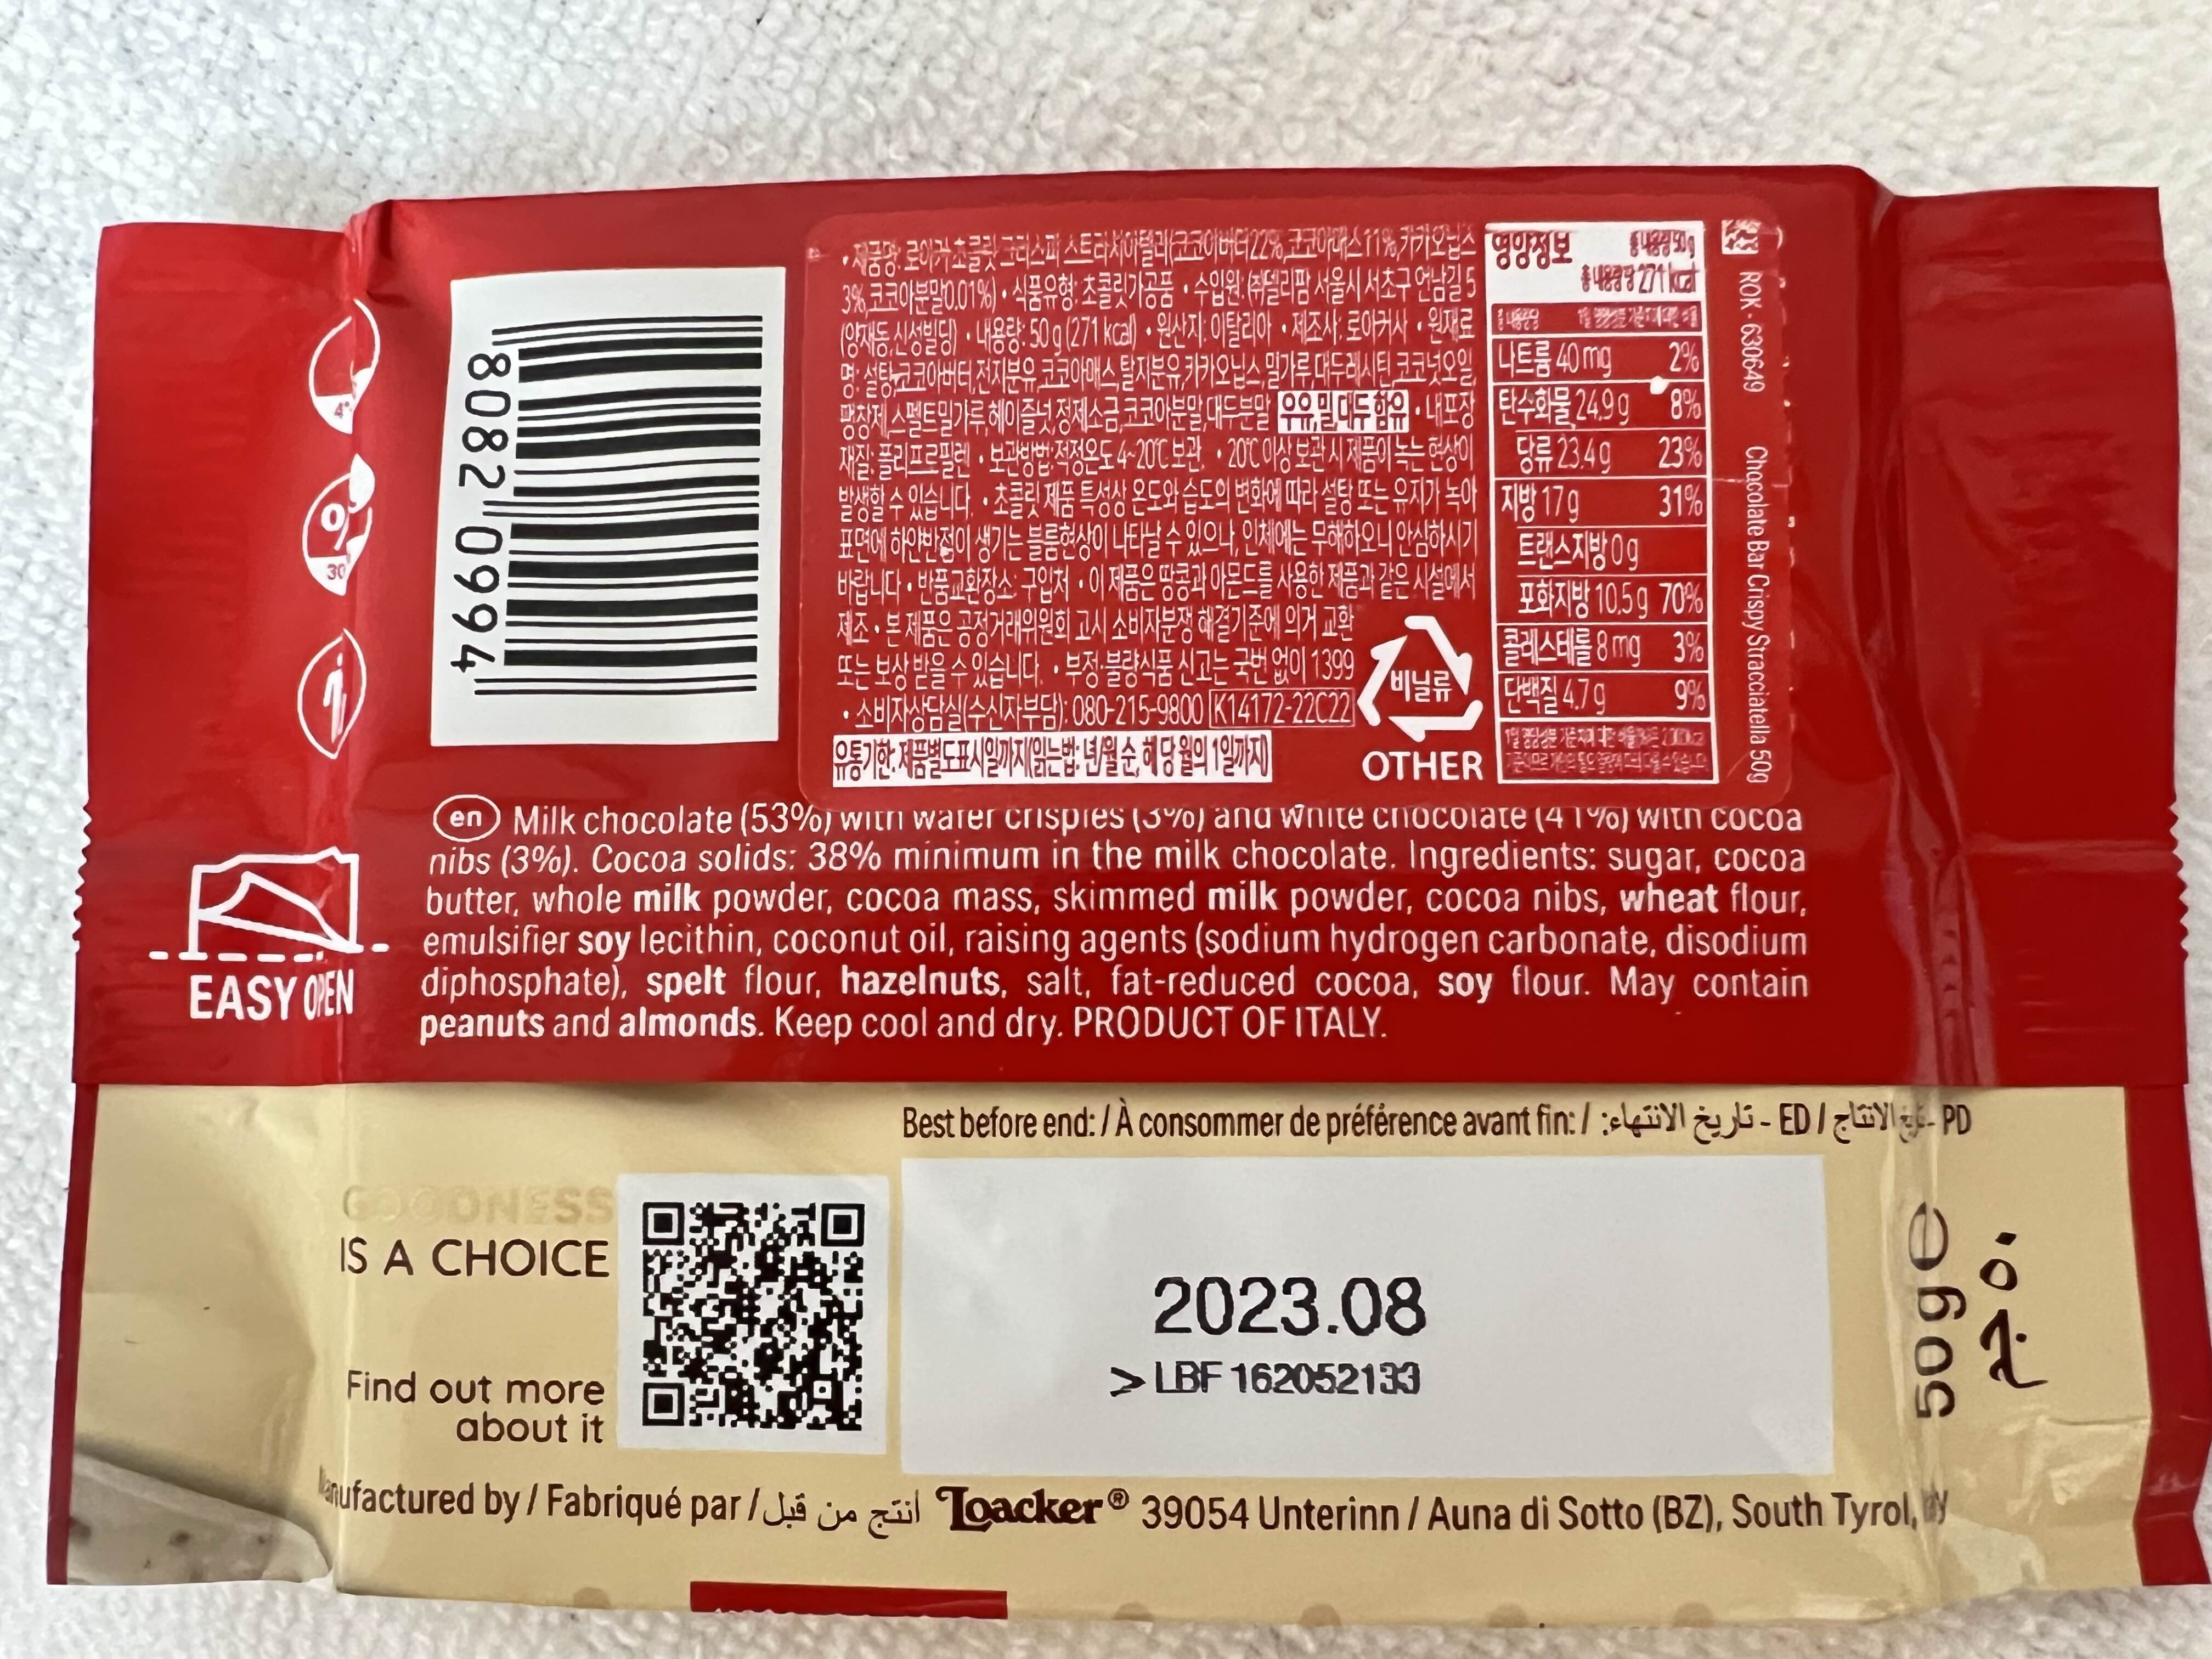 8082 0994
•제품명: 로아커 초콜릿 크리스피 스트라치아텔라(코코아버터22%,코코아매스11%,카카오닙스
3%,코코아분말0.01%) • 식품유형: 초콜릿가공품 • 수입원: ㈜델리팜 서울시 서초구 언남길 5
(양재동,신성빌딩) • 내용량: 50 g (271 kcal) • 원산지: 이탈리아 • 제조사: 로아커사 • 원재료
명: 설탕,코코아버터,전지분유,코코아매스,탈지분유,카카오닙스,밀가루,대두레시틴,코코넛오일,
팽창제,스펠트밀가루,헤이즐넛,정제소금,코코아분말,대두분말 우유,밀,대두 함유 • 내포장
재질: 폴리프로필렌 • 보관방법:적정온도 4~20℃ 보관. • 20℃ 이상 보관 시 제품이 녹는 현상이
발생할 수 있습니다. • 초콜릿 제품 특성상 온도와 습도의 변화에 따라 설탕 또는 유지가 녹아
표면에 하얀반점이 생기는 블룸현상이 나타날 수 있으나, 인체에는 무해하오니 안심하시기
바랍니다 • 반품교환장소: 구입처 • 이 제품은 땅콩과 아몬드를 사용한 제품과 같은 시설에서
제조 • 본 제품은 공정거래위원회 고시 소비자분쟁 해결기준에 의거 교환
또는 보상 받을 수 있습니다. • 부정·불량식품 신고는 국번 없이 1399
• 소비자상담실(수신자부담): 080-215-9800 K14172-22C22
유통기한: 제품별도표시일까지(읽는법: 년/월 순, 해당 월의 1일까지)
비닐류
OTHER
영양정보
총 내용량 50 g
총 내용량당 271 kcal
총 내용량당 1일 영양성분 기준치에 대한 비율
나트륨 40 mg 2%
탄수화물 24.9 g 8%
당류 23.4 g 23%
지방 17 g 31%
트랜스지방 0 g
포화지방 10.5 g 70%
콜레스테롤 8 mg 3%
단백질 4.7 g 9%
ROK - 630649 Chocolate Bar Crispy Stracciatella 50g
en Milk chocolate (53%) with wafer crispies (3%) and white chocolate (41%) with cocoa
nibs (3%). Cocoa solids: 38% minimum in the milk chocolate. Ingredients: sugar, cocoa
butter, whole milk powder, cocoa mass, skimmed milk powder, cocoa nibs, wheat flour,
emulsifier soy lecithin, coconut oil, raising agents (sodium hydrogen carbonate, disodium
diphosphate), spelt flour, hazelnuts, salt, fat-reduced cocoa, soy flour. May contain
peanuts and almonds. Keep cool and dry. PRODUCT OF ITALY.
EASY OPEN
Best before end: / À consommer de préférence avant fin: / تاريخ الانتهاء: - ED / الانتاج - PD
GOODNESS
IS A CHOICE
Find out more
about it
2023.08
> LBF 162052133
50g e
٥٠ج
Manufactured by / Fabriqué par / أنتج من قبل Loacker® 39054 Unterinn / Auna di Sotto (BZ), South Tyrol,